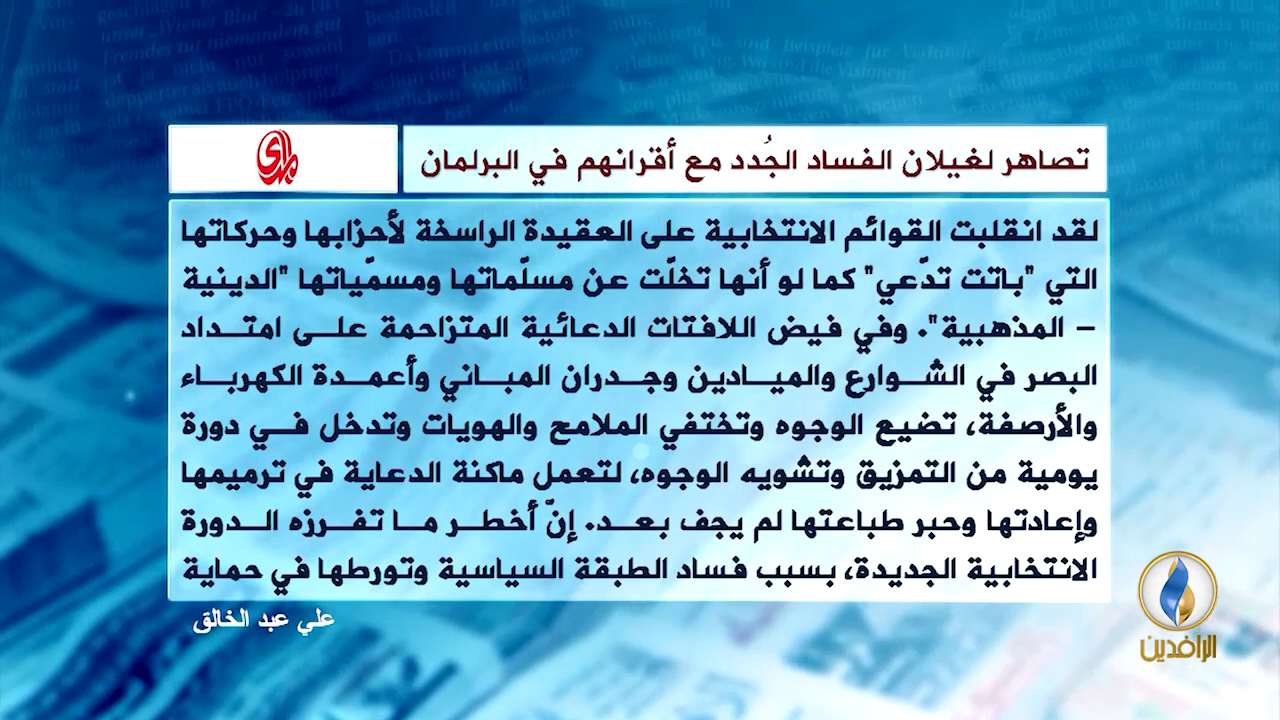 تصاهر لغيلان الفساد الجُدد مع أقرانهم في البرلمان
المدى
لقد انقلبت القوائم الانتخابية على العقيدة الراسخة لأحزابها وحركاتها
التي "باتت تدّعي" كما لو أنها تخلّت عن مسلّماتها ومسمّياتها "الدينية
– المذهبية". وفي فيض اللافتات الدعائية المتزاحمة على امتداد
البصر في الشوارع والميادين وجدران المباني وأعمدة الكهرباء
والأرصفة، تضيع الوجوه وتختفي الملامح والهويات وتدخل في دورة
يومية من التمزيق وتشويه الوجوه، لتعمل ماكنة الدعاية في ترميمها
وإعادتها وحبر طباعتها لم يجف بعد. إنّ أخطر ما تفرزه الدورة
الانتخابية الجديدة، بسبب فساد الطبقة السياسية وتورطها في حماية
علي عبد الخالق
الرافدين